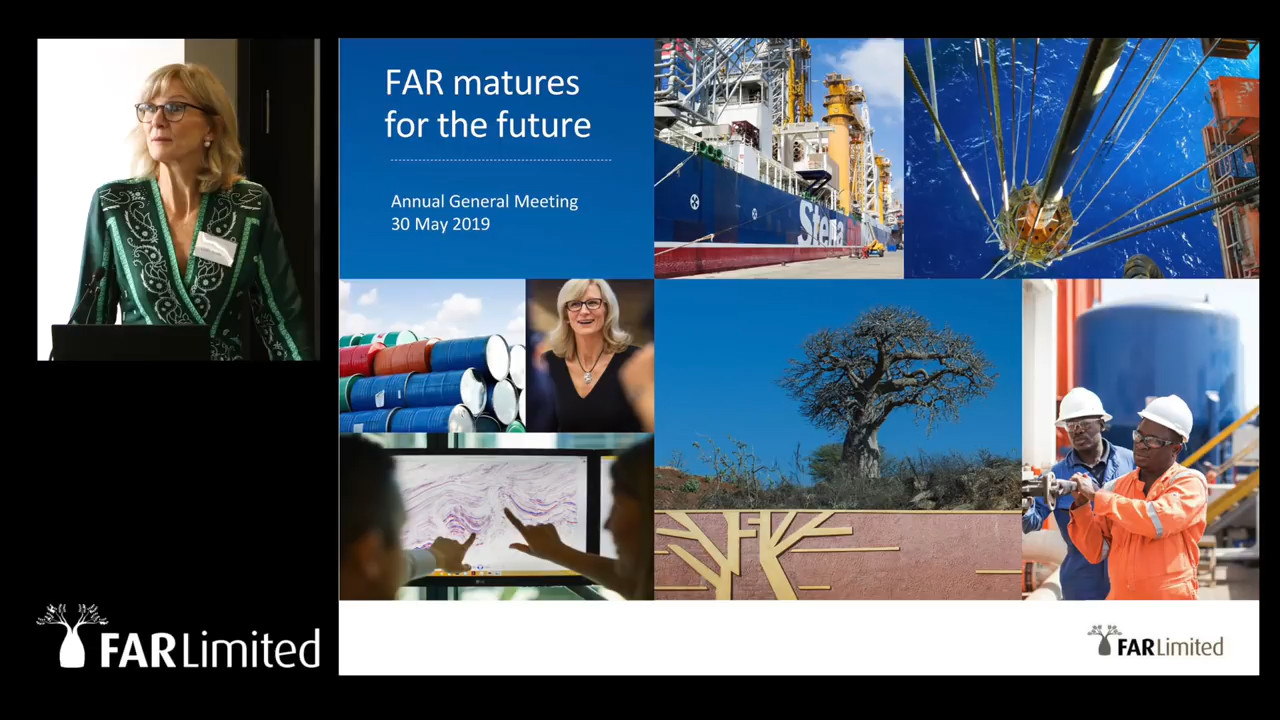 FAR matures
for the future
Annual General Meeting
30 May 2019
Stena
FAR Limited
FAR Limited